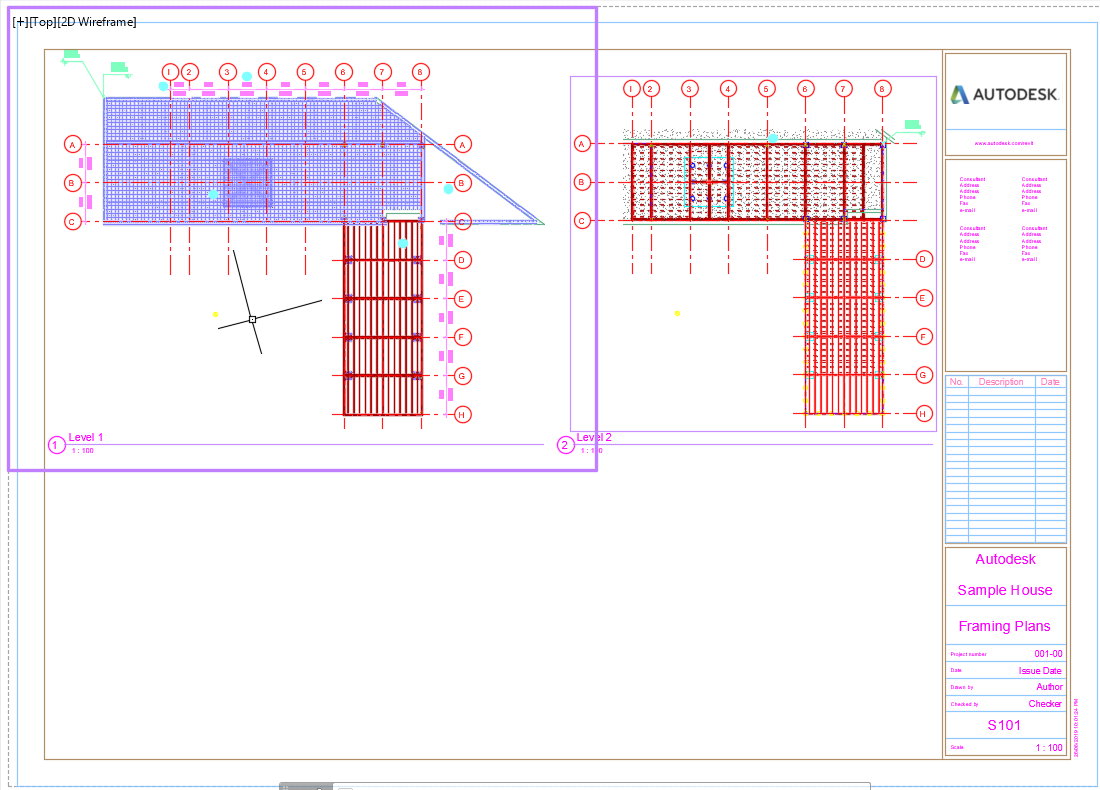 [+][Top][2D Wireframe]
1 2 3 4 5 6 7 8
A A
B B
C C
D
E
F
G
H
1 Level 1
1 : 100
1 2 3 4 5 6 7 8
A
B
C
D
E
F
G
H
2 Level 2
1 : 100
AUTODESK.
www.autodesk.com/revit
Consultant Consultant
Address Address
Address Address
Phone Phone
Fax Fax
e-mail e-mail
Consultant Consultant
Address Address
Address Address
Phone Phone
Fax Fax
e-mail e-mail
No. Description Date
Autodesk
Sample House
Framing Plans
Project number 001-00
Date Issue Date
Drawn by Author
Checked by Checker
S101
Scale 1 : 100